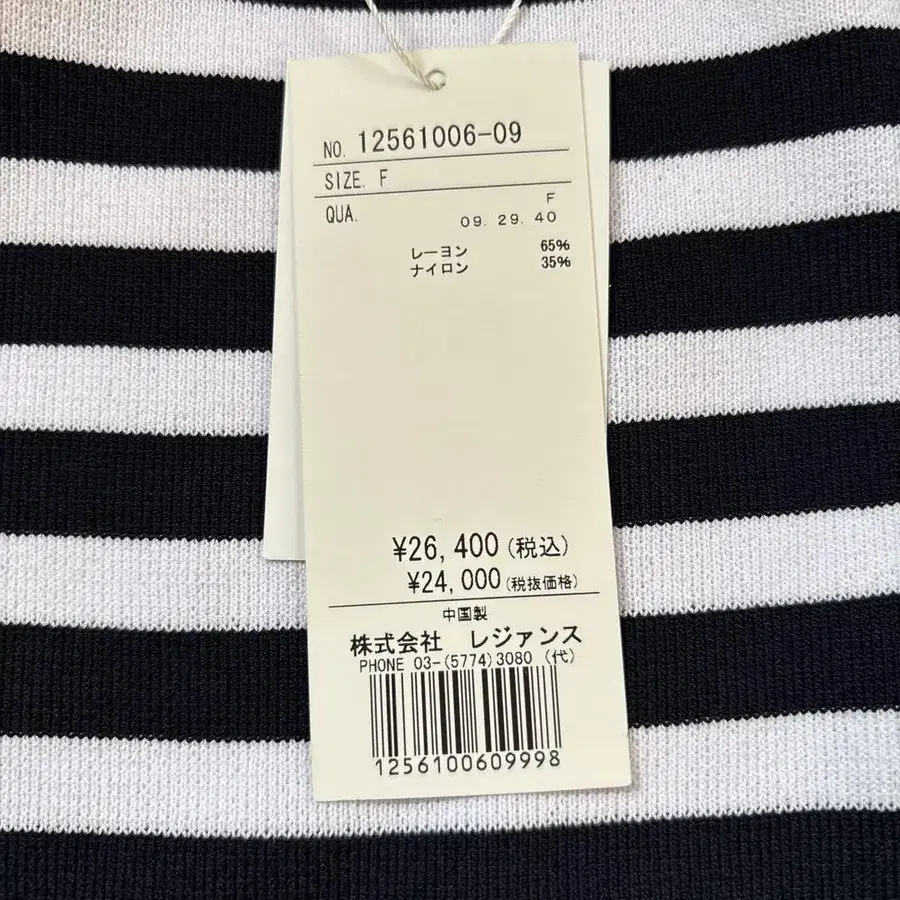 NO. 12561006-09
SIZE. F
QUA. F
09. 29. 40
レーヨン 65%
ナイロン 35%
¥26,400(税込)
¥24,000(税抜価格)
中国製
株式会社 レジァンス
PHONE 03-(5774)3080 (代)
1256100609998